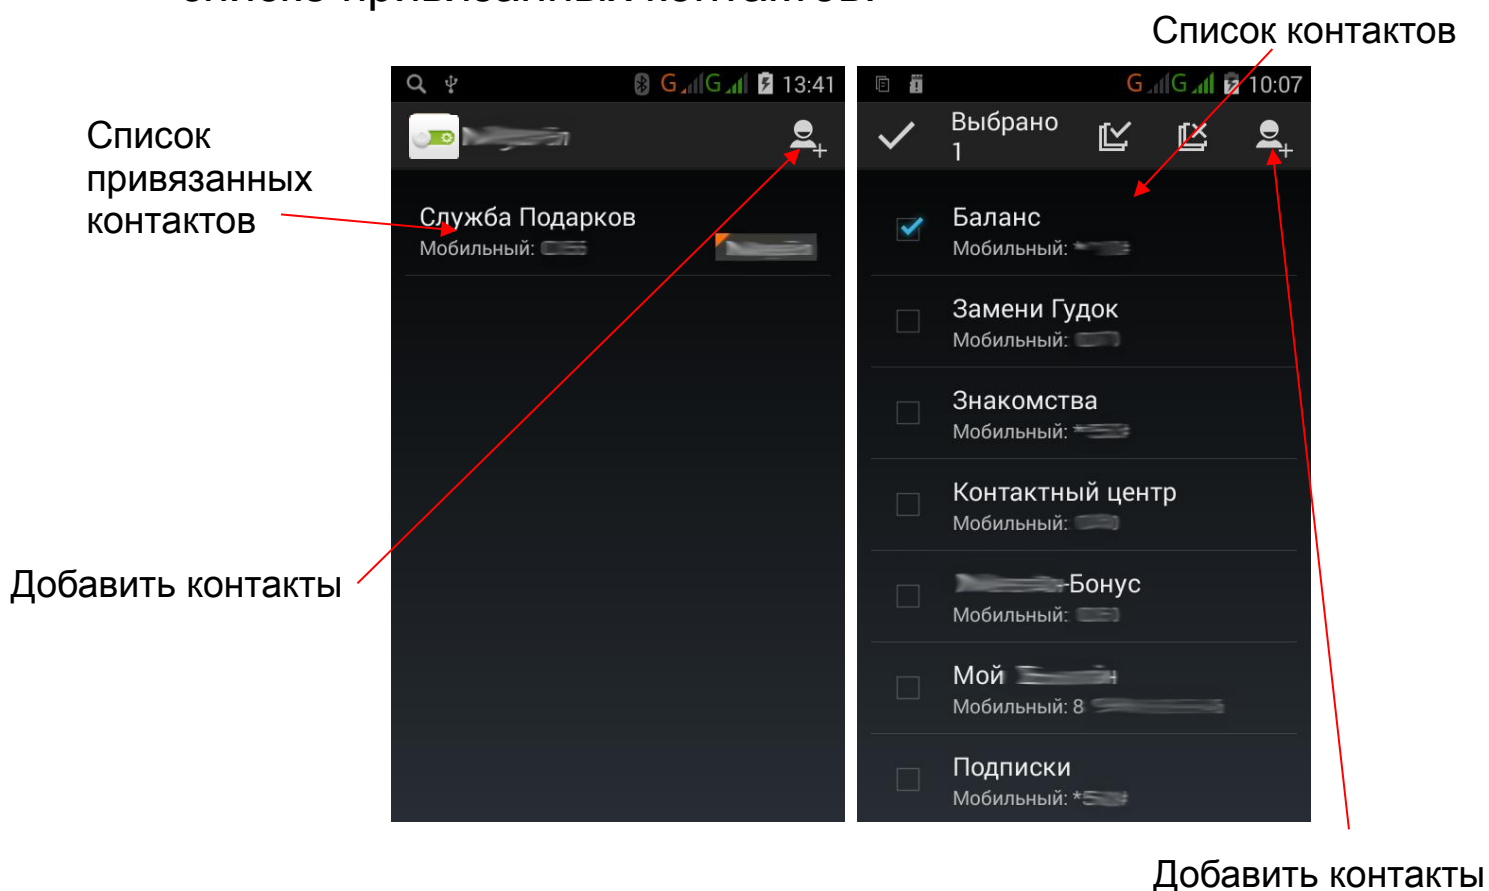 Список контактов
13:41
10:07
Список
привязанных
контактов
Выбрано
1
Служба Подарков
Мобильный:
Баланс
Мобильный: *
Замени Гудок
Мобильный:
Знакомства
Мобильный: *
Контактный центр
Мобильный:
-Бонус
Мобильный:
Мой
Мобильный: 8
Подписки
Мобильный: *
Добавить контакты
Добавить контакты